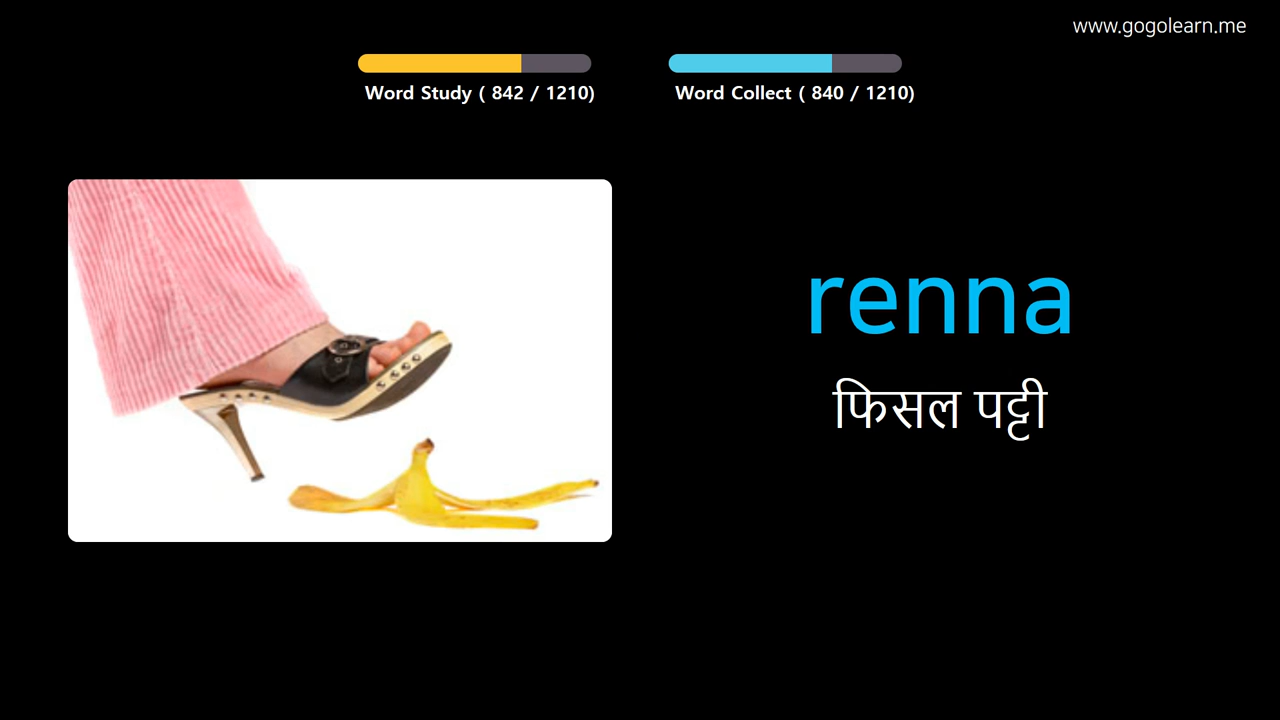 www.gogolearn.me
Word Study ( 842 / 1210)
Word Collect ( 840 / 1210)
renna
फिसल पट्टी